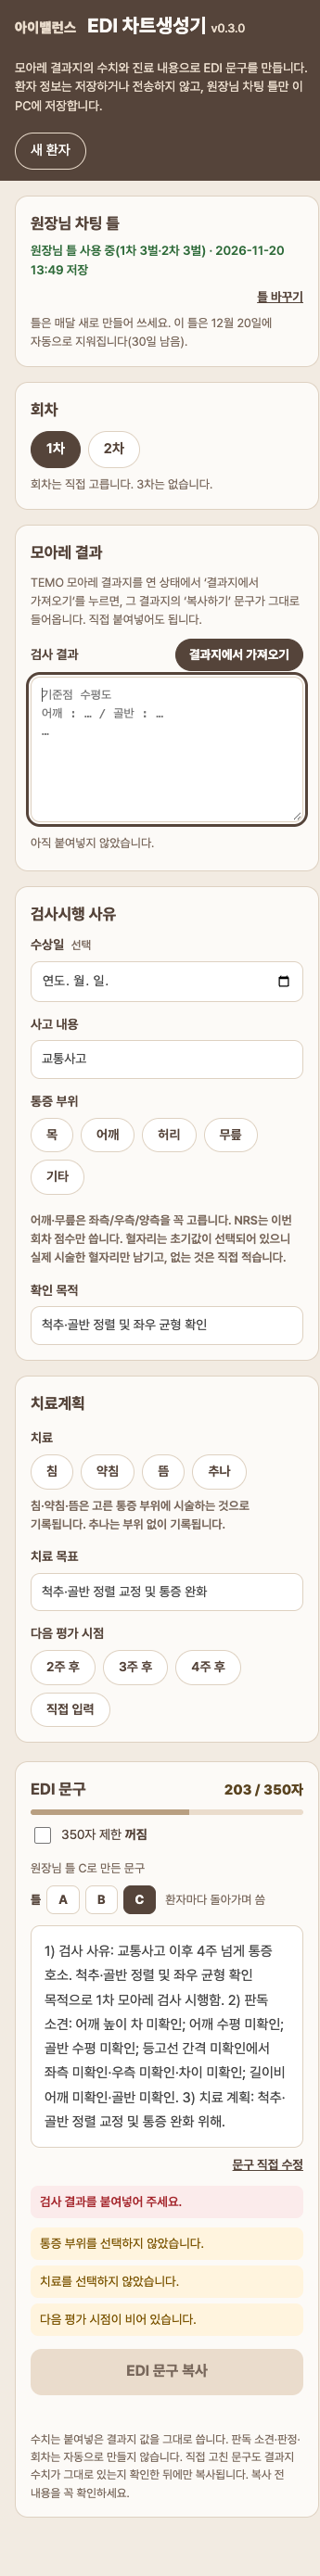 아이밸런스 EDI 차트생성기 v0.3.0
모아레 결과지의 수치와 진료 내용으로 EDI 문구를 만듭니다.
환자 정보는 저장하거나 전송하지 않고, 원장님 차팅 틀만 이
PC에 저장합니다.
새 환자
원장님 차팅 틀
원장님 틀 사용 중(1차 3벌·2차 3벌) · 2026-11-20
13:49 저장
틀 바꾸기
틀은 매달 새로 만들어 쓰세요. 이 틀은 12월 20일에
자동으로 지워집니다(30일 남음).
회차
1차 2차
회차는 직접 고릅니다. 3차는 없습니다.
모아레 결과
TEMO 모아레 결과지를 연 상태에서 ‘결과지에서
가져오기’를 누르면, 그 결과지의 ‘복사하기’ 문구가 그대로
들어옵니다. 직접 붙여넣어도 됩니다.
검사 결과 결과지에서 가져오기
기준점 수평도
어깨 : … / 골반 : …
…
아직 붙여넣지 않았습니다.
검사시행 사유
수상일 선택
연도. 월. 일.
사고 내용
교통사고
통증 부위
목 어깨 허리 무릎
기타
어깨·무릎은 좌측/우측/양측을 꼭 고릅니다. NRS는 이번
회차 점수만 씁니다. 혈자리는 초기값이 선택되어 있으니
실제 시술한 혈자리만 남기고, 없는 것은 직접 적습니다.
확인 목적
척추·골반 정렬 및 좌우 균형 확인
치료계획
치료
침 약침 뜸 추나
침·약침·뜸은 고른 통증 부위에 시술하는 것으로
기록됩니다. 추나는 부위 없이 기록됩니다.
치료 목표
척추·골반 정렬 교정 및 통증 완화
다음 평가 시점
2주 후 3주 후 4주 후
직접 입력
EDI 문구 203 / 350자
350자 제한 꺼짐
원장님 틀 C로 만든 문구
틀 A B C 환자마다 돌아가며 씀
1) 검사 사유: 교통사고 이후 4주 넘게 통증
호소. 척추·골반 정렬 및 좌우 균형 확인
목적으로 1차 모아레 검사 시행함. 2) 판독
소견: 어깨 높이 차 미확인; 어깨 수평 미확인;
골반 수평 미확인; 등고선 간격 미확인에서
좌측 미확인·우측 미확인·차이 미확인; 길이비
어깨 미확인·골반 미확인. 3) 치료 계획: 척추·
골반 정렬 교정 및 통증 완화 위해.
문구 직접 수정
검사 결과를 붙여넣어 주세요.
통증 부위를 선택하지 않았습니다.
치료를 선택하지 않았습니다.
다음 평가 시점이 비어 있습니다.
EDI 문구 복사
수치는 붙여넣은 결과지 값을 그대로 씁니다. 판독 소견·판정·
회차는 자동으로 만들지 않습니다. 직접 고친 문구도 결과지
수치가 그대로 있는지 확인한 뒤에만 복사됩니다. 복사 전
내용을 꼭 확인하세요.